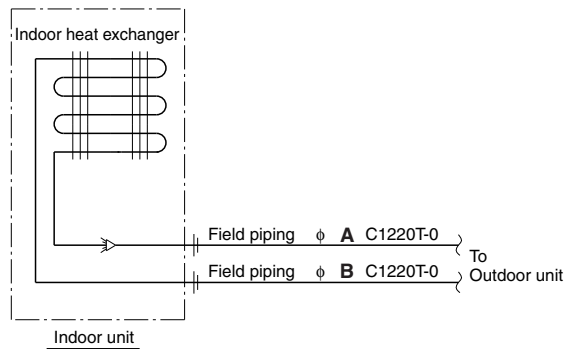 Indoor heat exchanger
Field piping φ A C1220T-0
To
Field piping φ B C1220T-0
Outdoor unit
Indoor unit